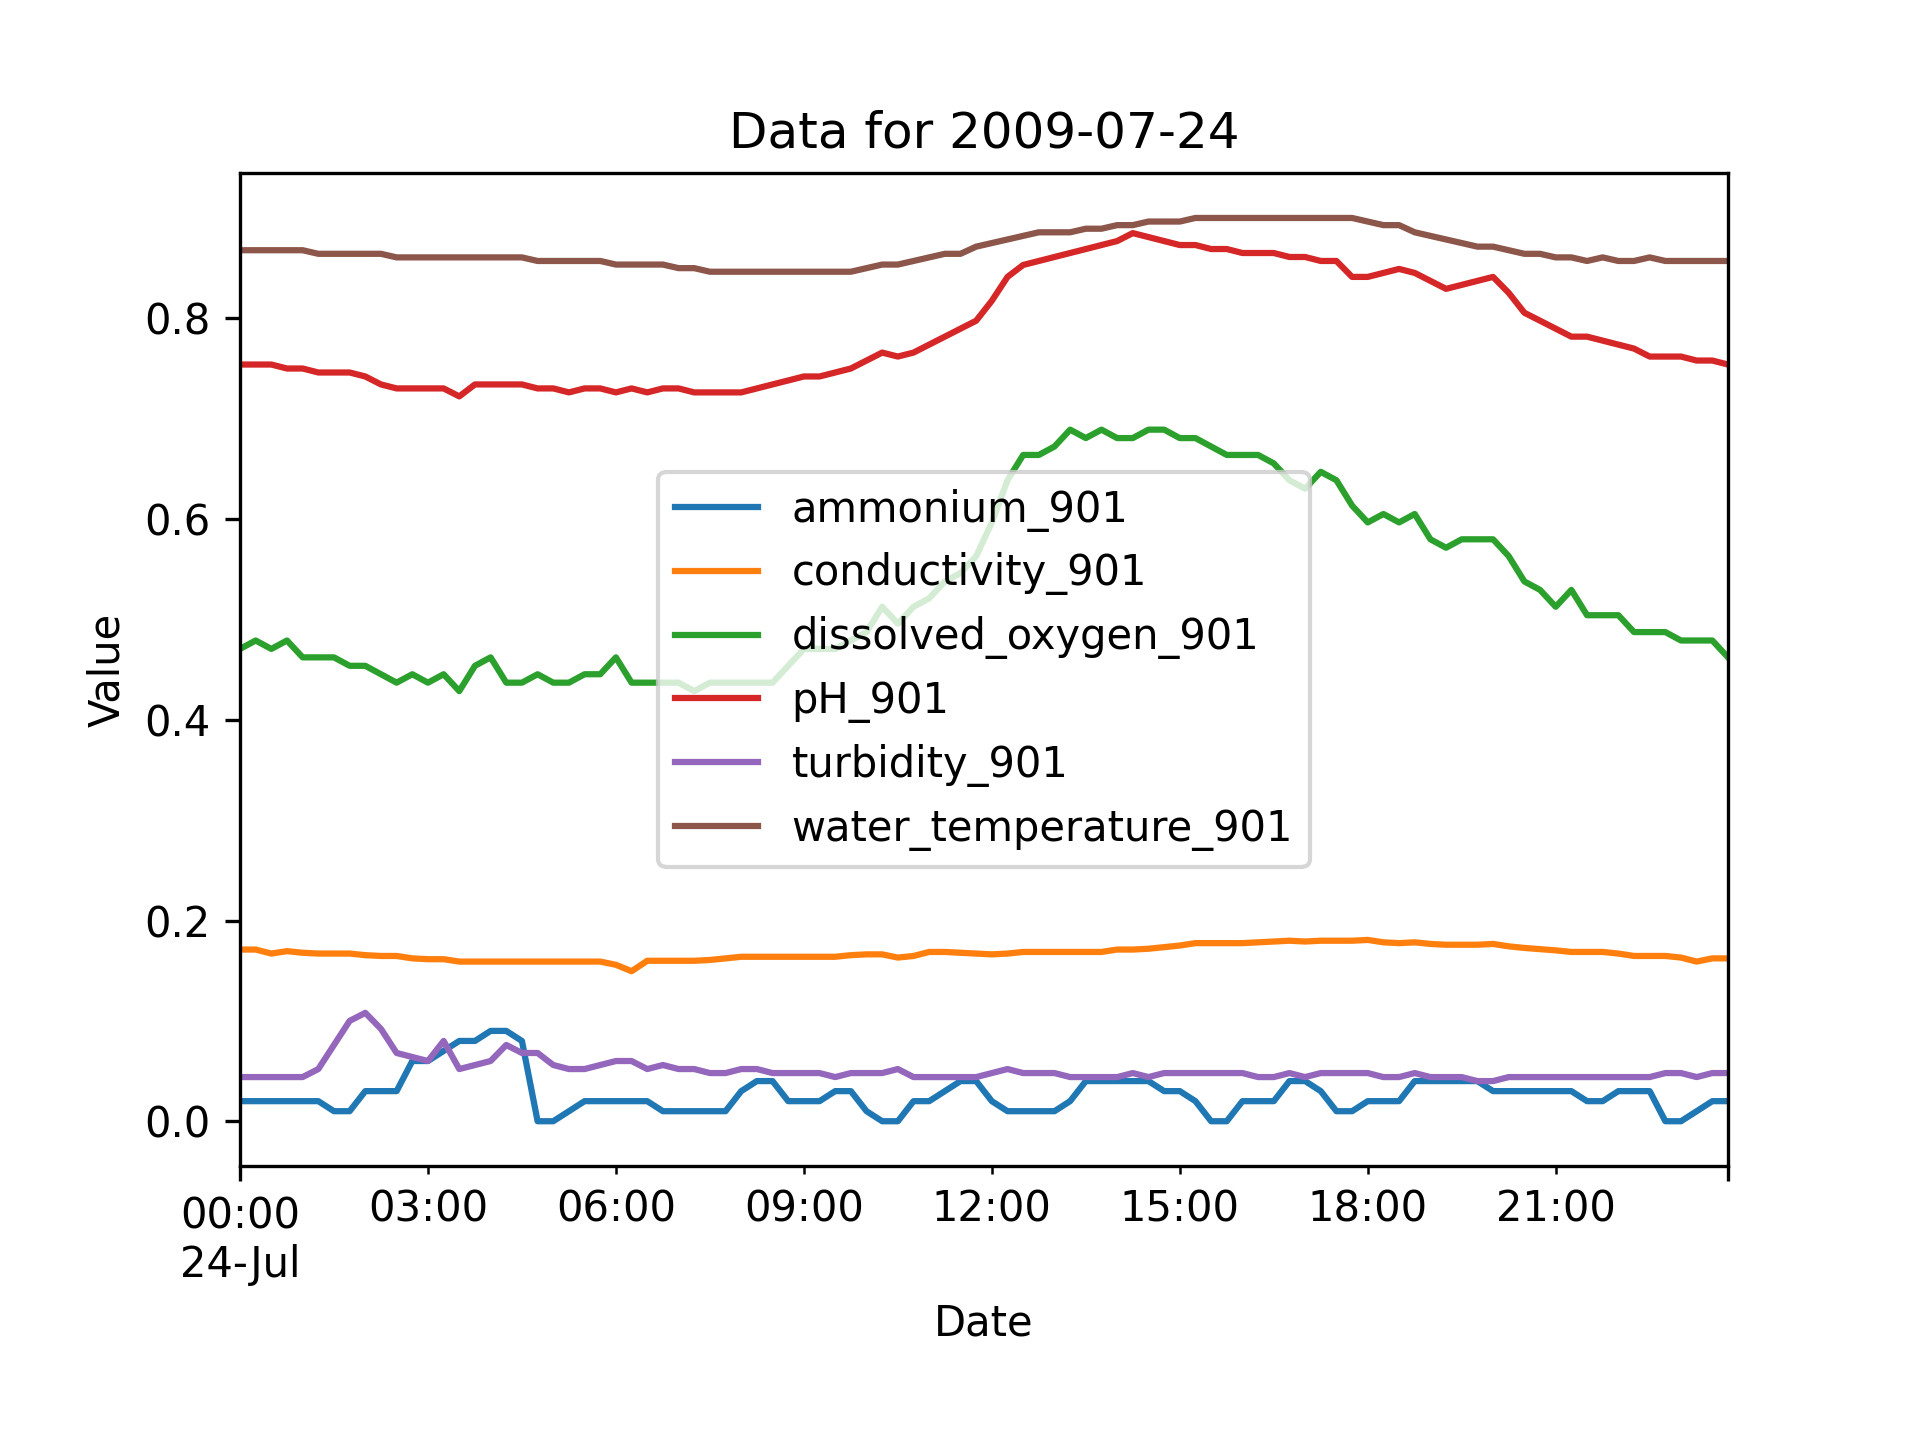 Data for 2009-07-24
Value
0.8
0.6
0.4
0.2
0.0
ammonium_901
conductivity_901
dissolved_oxygen_901
pH_901
turbidity_901
water_temperature_901
00:00 03:00 06:00 09:00 12:00 15:00 18:00 21:00
24-Jul
Date